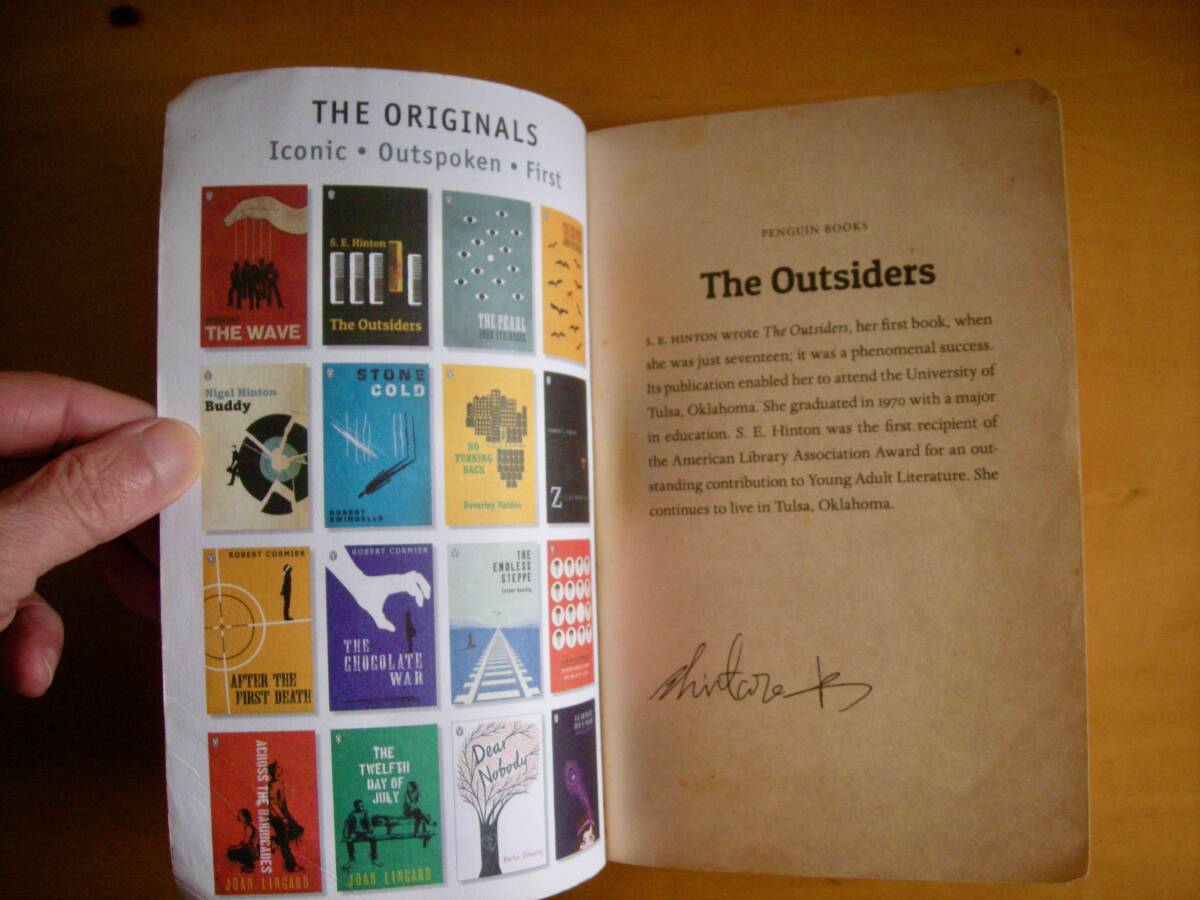 THE ORIGINALS
Iconic • Outspoken • First
THE WAVE
S. E. Hinton
The Outsiders
THE PEARL
JOHN STEINBECK
Nigel Hinton
Buddy
STONE
COLD
ROBERT
SWINDELLS
NO
TURNING
BACK
Beverley Naidoo
Z
ROBERT CORMIER
AFTER THE
FIRST DEATH
ROBERT CORMIER
THE
CHOCOLATE
WAR
THE
ENDLESS
STEPPE
ACROSS THE BARRICADES
JOAN LINGARD
THE
TWELFTH
DAY OF
JULY
JOAN LINGARD
Dear
Nobody
Berlie Doherty
PENGUIN BOOKS
The Outsiders
S. E. HINTON wrote The Outsiders, her first book, when
she was just seventeen; it was a phenomenal success.
Its publication enabled her to attend the University of
Tulsa, Oklahoma. She graduated in 1970 with a major
in education. S. E. Hinton was the first recipient of
the American Library Association Award for an out-
standing contribution to Young Adult Literature. She
continues to live in Tulsa, Oklahoma.